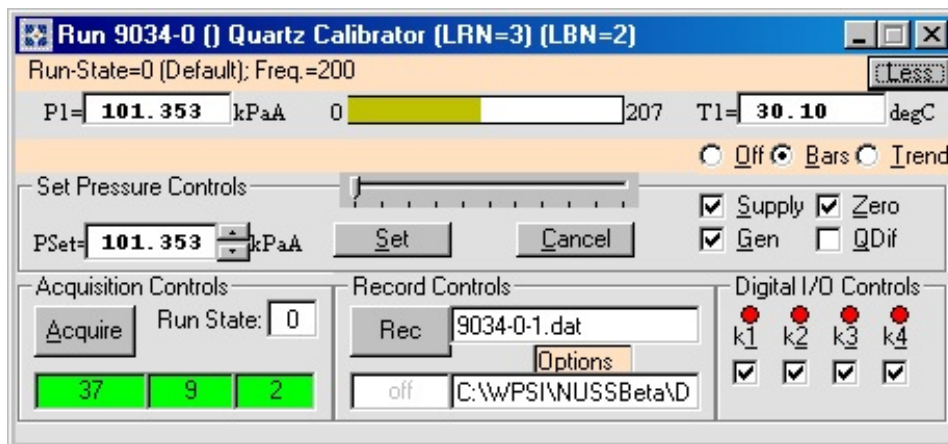 Run 9034-0 () Quartz Calibrator (LRN=3) (LBN=2)
Run-State=0 (Default); Freq.=200
Less
P1= 101.353 kPaA 0 207 T1= 30.10 degC
Off Bars Trend
Set Pressure Controls
Supply Zero
PSet= 101.353 kPaA Set Cancel Gen QDif
Acquisition Controls Record Controls Digital I/O Controls
Acquire Run State: 0 Rec 9034-0-1.dat k1 k2 k3 k4
Options
37 9 2 off C:\WPSI\NUSSBeta\D